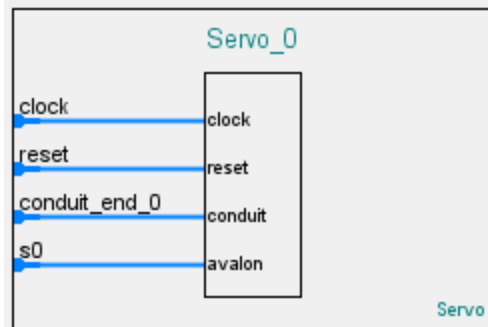 Servo_0
clock
clock
reset
reset
conduit_end_0
conduit
s0
avalon
Servo